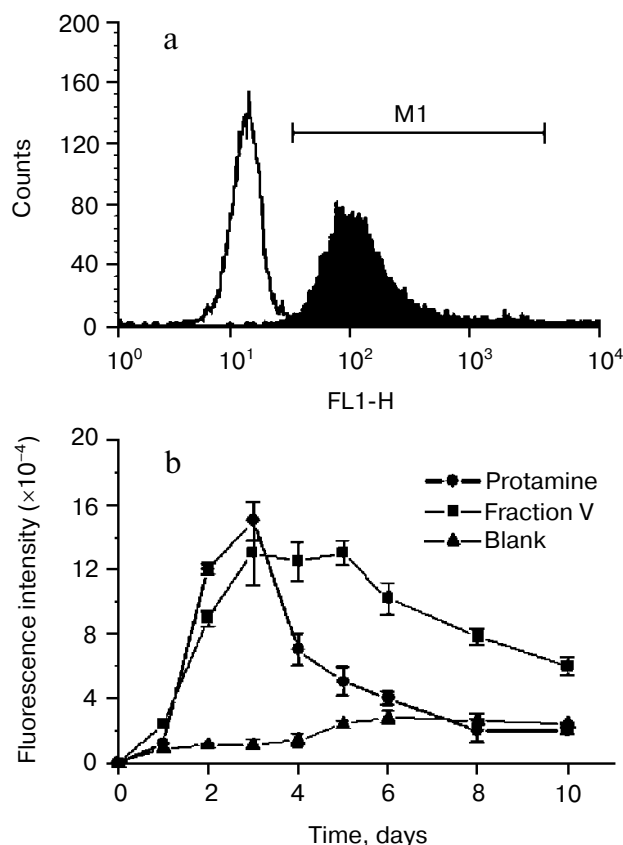 200
a
160
M1
120
Counts
80
40
0
10⁰ 10¹ 10² 10³ 10⁴
FL1-H
20
b
Protamine
16
Fraction V
Blank
12
Fluorescence intensity (×10⁻⁴)
8
4
0
0 2 4 6 8 10
Time, days